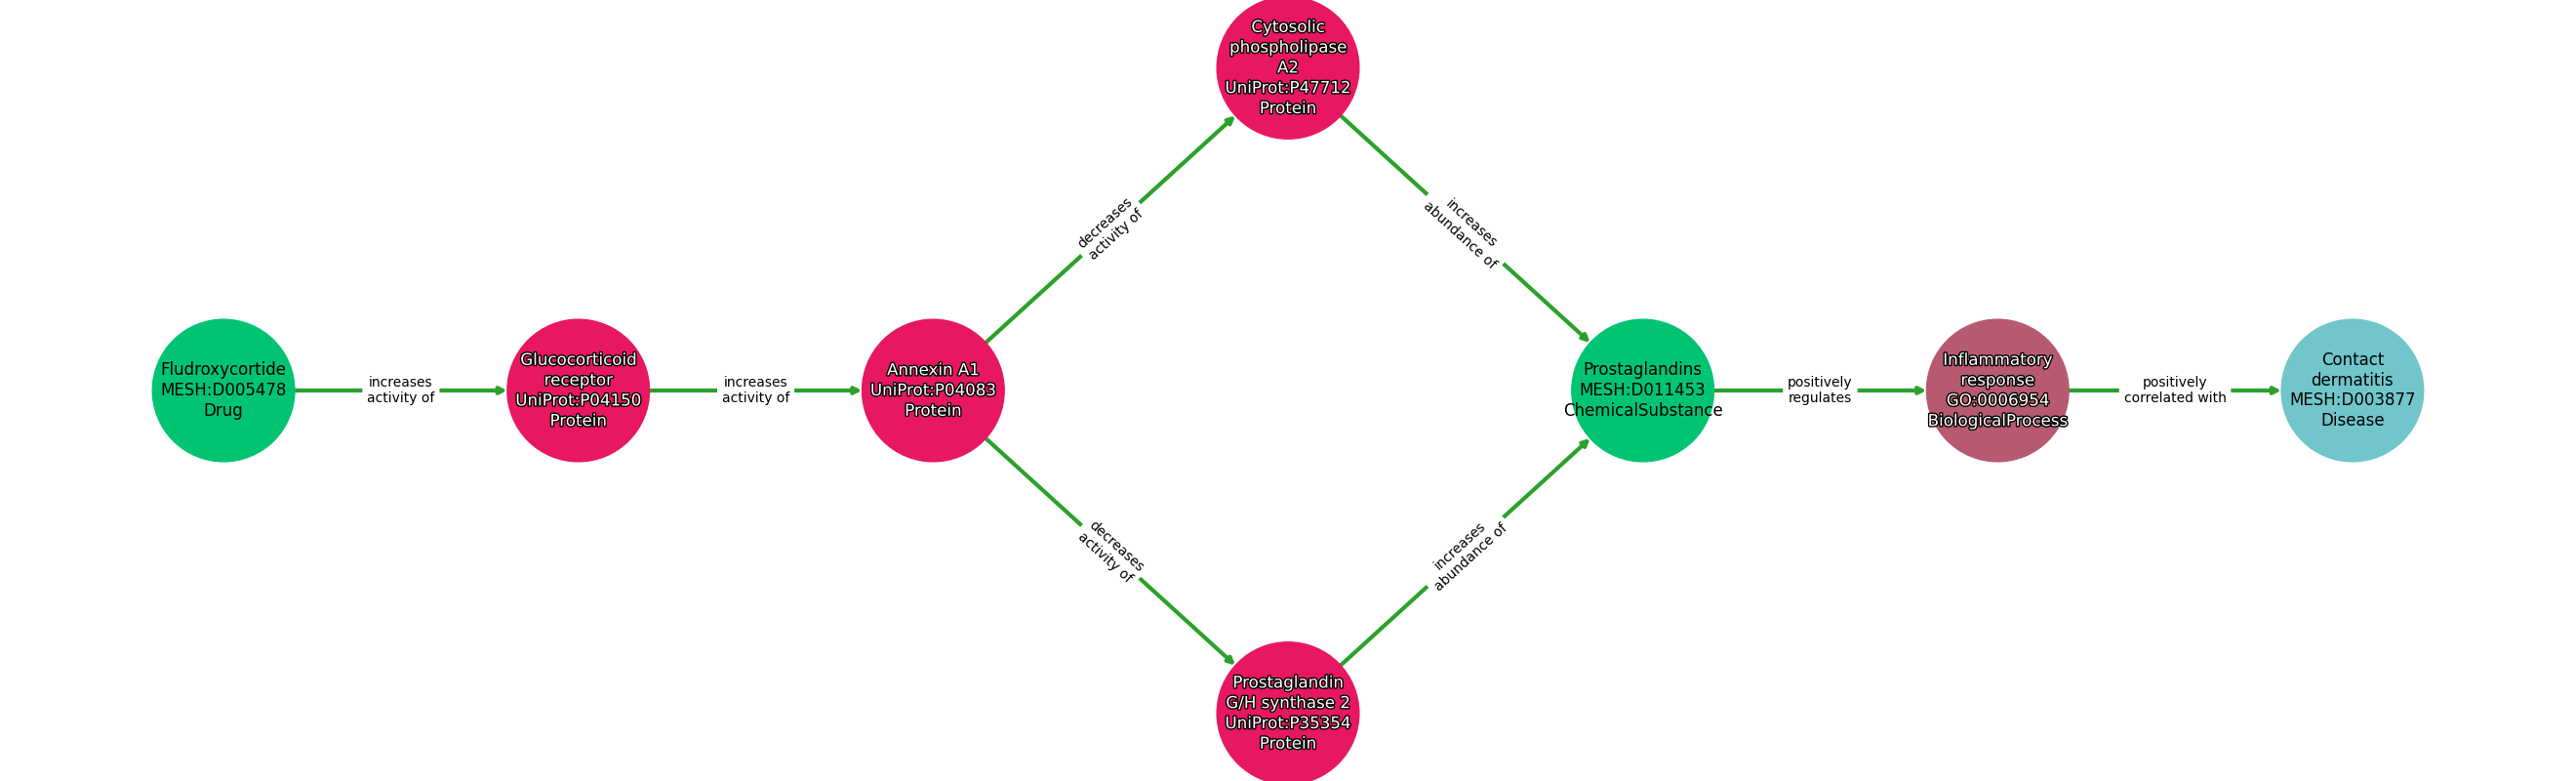 Fludroxycortide
MESH:D005478
Drug
increases
activity of
Glucocorticoid
receptor
UniProt:P04150
Protein
increases
activity of
Annexin A1
UniProt:P04083
Protein
decreases
activity of
Cytosolic
phospholipase
A2
UniProt:P47712
Protein
increases
abundance of
decreases
activity of
Prostaglandin
G/H synthase 2
UniProt:P35354
Protein
increases
abundance of
Prostaglandins
MESH:D011453
ChemicalSubstance
positively
regulates
Inflammatory
response
GO:0006954
BiologicalProcess
positively
correlated with
Contact
dermatitis
MESH:D003877
Disease